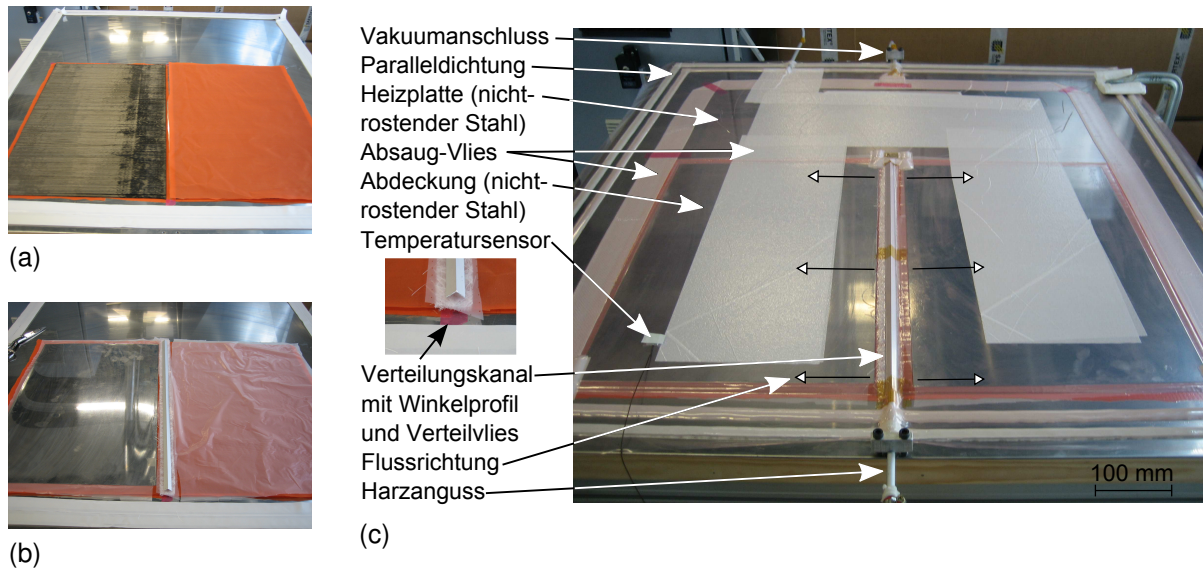 Vakuumanschluss
Paralleldichtung
Heizplatte (nicht-
rostender Stahl)
Absaug-Vlies
Abdeckung (nicht-
rostender Stahl)
Temperatursensor
Verteilungskanal
mit Winkelprofil
und Verteilvlies
Flussrichtung
Harzanguss
100 mm
(a)
(b)
(c)